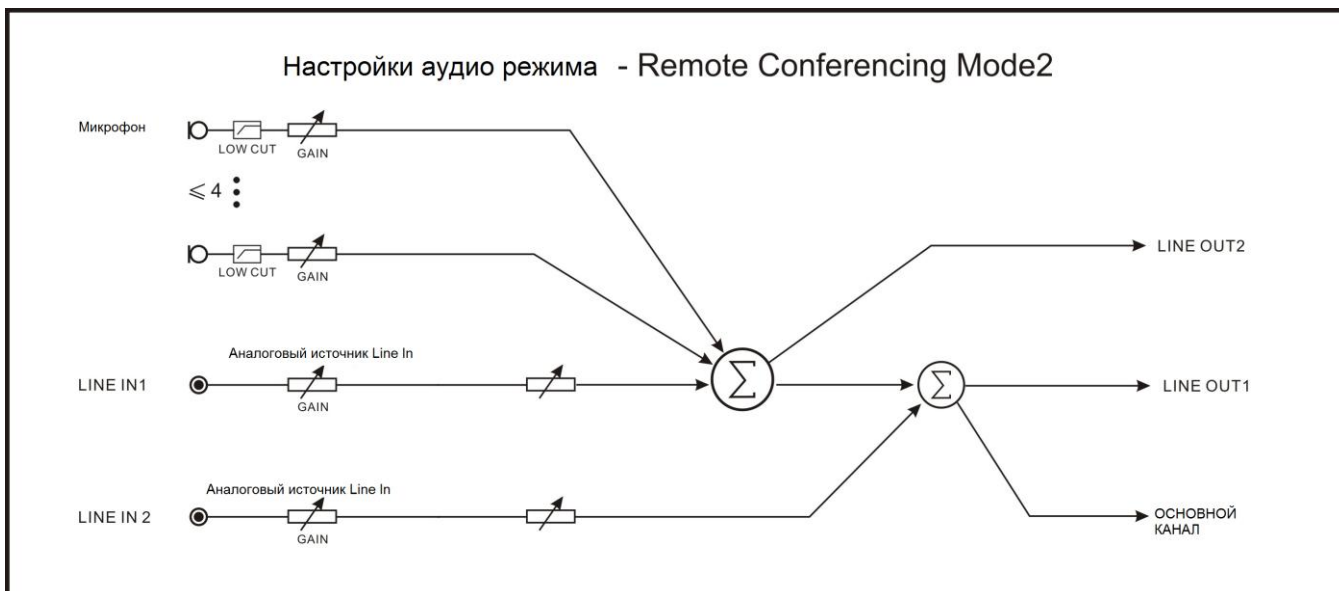 Настройки аудио режима - Remote Conferencing Mode2
Микрофон
LOW CUT
GAIN
≤ 4
LOW CUT
GAIN
LINE OUT2
Аналоговый источник Line In
LINE IN1
GAIN
Σ
Σ
LINE OUT1
Аналоговый источник Line In
LINE IN 2
GAIN
ОСНОВНОЙ
КАНАЛ